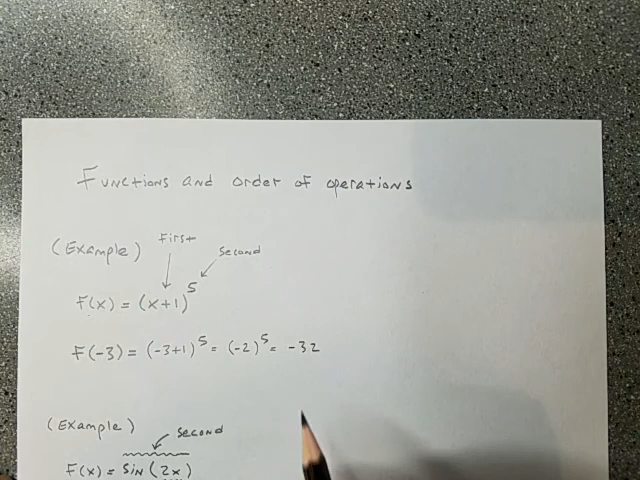 Functions and order of operations
(Example) First
second
F(x) = (x+1)^5
F(-3) = (-3+1)^5 = (-2)^5 = -32
(Example) second
F(x) = sin(2x)